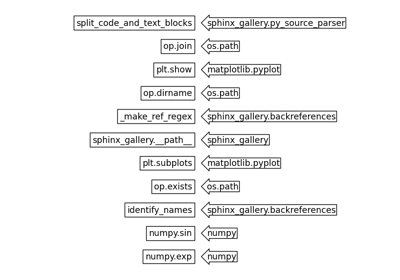 split_code_and_text_blocks sphinx_gallery.py_source_parser
op.join os.path
plt.show matplotlib.pyplot
op.dirname os.path
_make_ref_regex sphinx_gallery.backreferences
sphinx_gallery.__path__ sphinx_gallery
plt.subplots matplotlib.pyplot
op.exists os.path
identify_names sphinx_gallery.backreferences
numpy.sin numpy
numpy.exp numpy